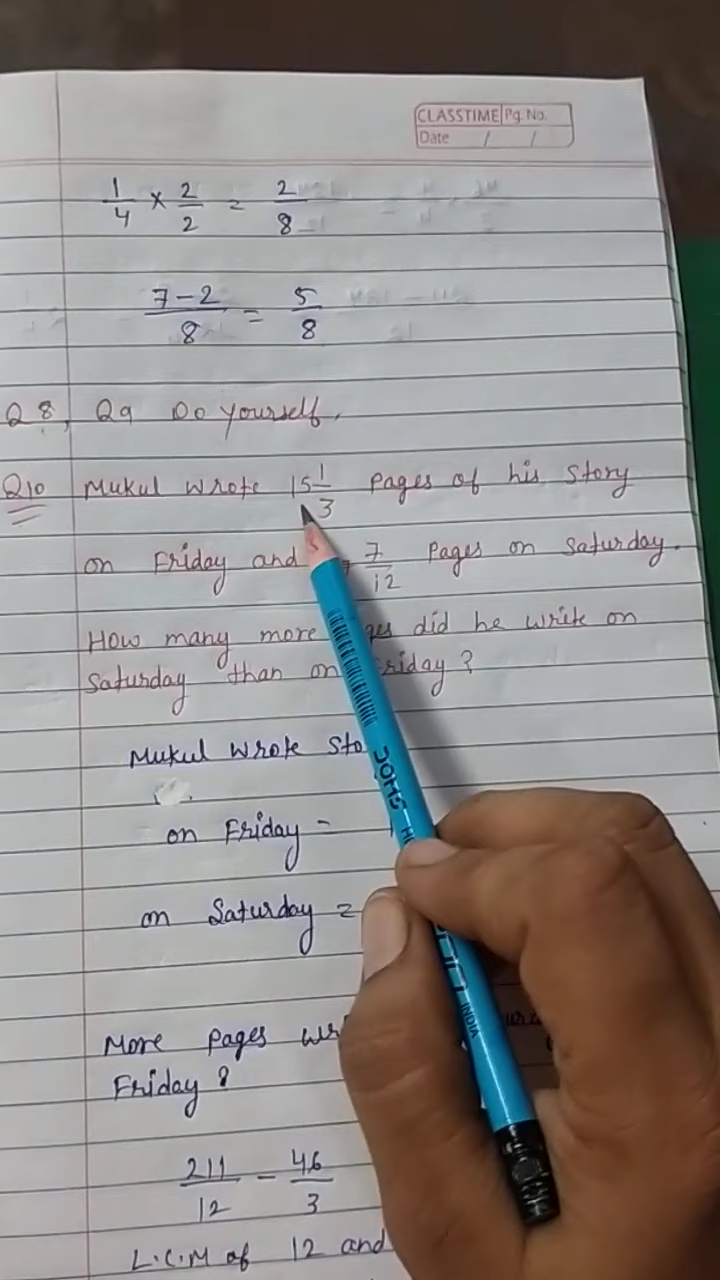 CLASSTIME Pg. No.
Date / /
1/4 × 2/2 = 2/8
7-2/8 = 5/8
Q8, Q9 Do yourself.
Q10 Mukul wrote 15 1/3 pages of his story
on Friday and 7/12 pages on Saturday.
How many more did he write on
Saturday than on Friday?
Mukul wrote
on Friday =
on Saturday =
More pages
Friday?
211/12 - 46/3
L.C.M of 12 and
DOMS
INDIA